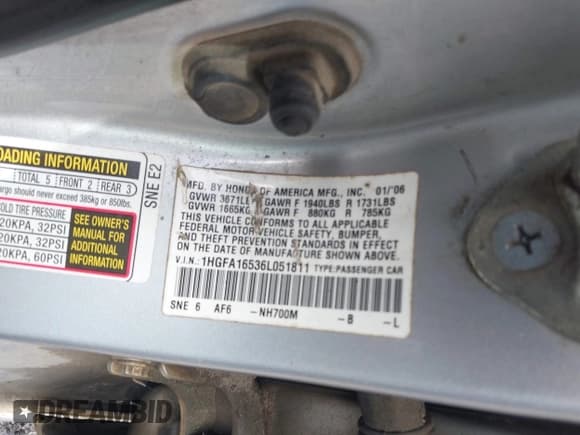 OADING INFORMATION
TOTAL 5 FRONT 2 REAR 3
argo should never exceed 385kg or 850lbs.
OLD TIRE PRESSURE
20KPA, 32PSI
20KPA, 32PSI
20KPA, 60PSI
SEE OWNER'S
MANUAL FOR
ADDITIONAL
INFORMATION
SNE E2
MFD. BY HONDA OF AMERICA MFG., INC. 01/06
GVWR 3671LBS GAWR F 1940LBS R 1731LBS
GVWR 1665KG GAWR F 880KG R 785KG
THIS VEHICLE CONFORMS TO ALL APPLICABLE
FEDERAL MOTOR VEHICLE SAFETY, BUMPER,
AND THEFT PREVENTION STANDARDS IN EFFECT
ON THE DATE OF MANUFACTURE SHOWN ABOVE.
V.I.N.: 1HGFA16536L051811 TYPE:PASSENGER CAR
SNE 6 AF6 -NH700M -B -L
DREAMBID